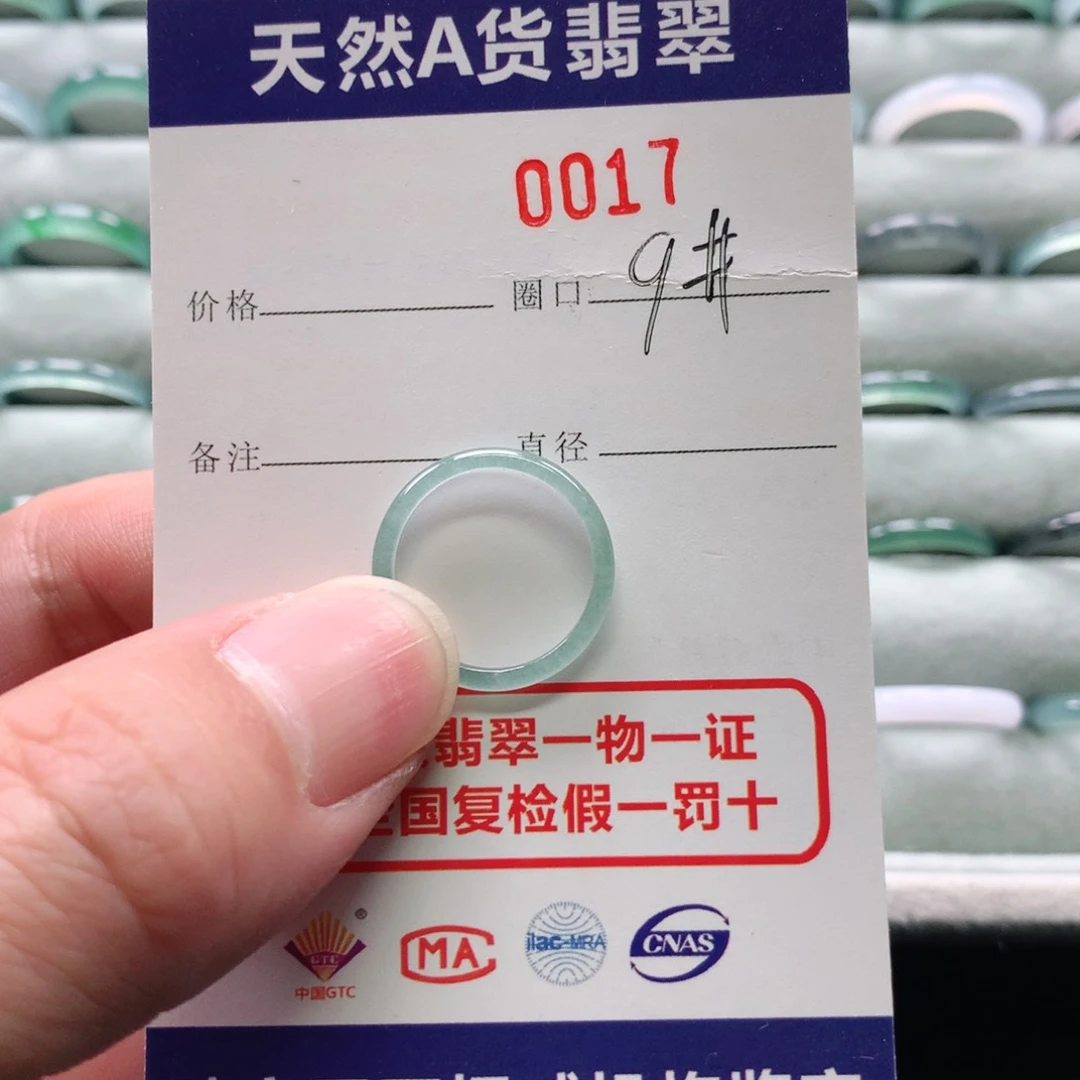 天然A货翡翠
0017
价格 圈口 9#
备注 直径
翡翠一物一证
国复检假一罚十
GTC
中国GTC
MA
ilac-MRA
CNAS